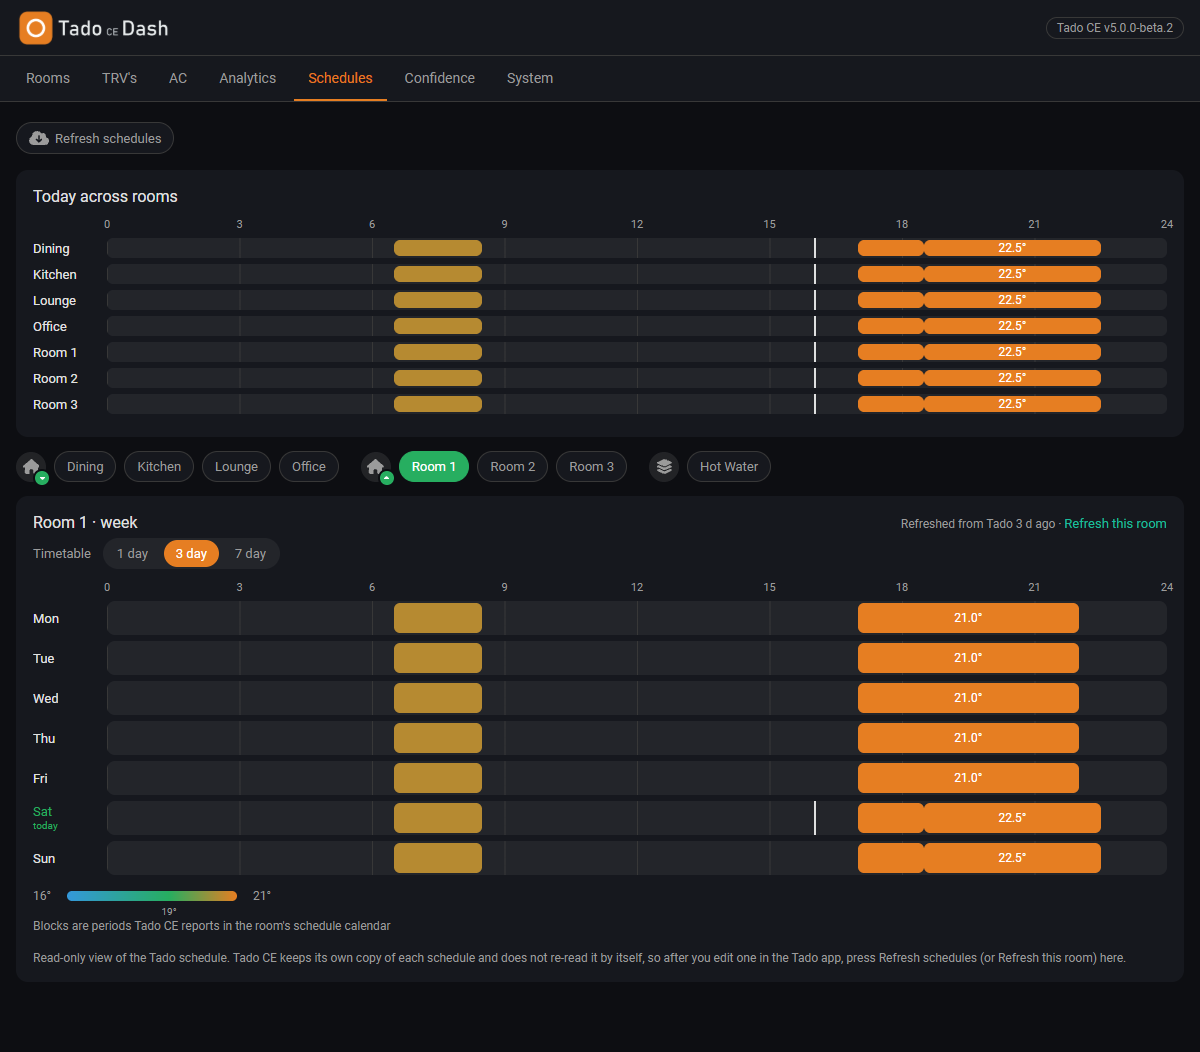 Tado CE Dash
Tado CE v5.0.0-beta.2
Rooms TRV's AC Analytics Schedules Confidence System
Refresh schedules
Today across rooms
0 3 6 9 12 15 18 21 24
Dining 22.5°
Kitchen 22.5°
Lounge 22.5°
Office 22.5°
Room 1 22.5°
Room 2 22.5°
Room 3 22.5°
Dining Kitchen Lounge Office Room 1 Room 2 Room 3 Hot Water
Room 1 · week
Refreshed from Tado 3 d ago · Refresh this room
Timetable 1 day 3 day 7 day
0 3 6 9 12 15 18 21 24
Mon 21.0°
Tue 21.0°
Wed 21.0°
Thu 21.0°
Fri 21.0°
Sat 22.5°
today
Sun 22.5°
16° 21°
19°
Blocks are periods Tado CE reports in the room's schedule calendar
Read-only view of the Tado schedule. Tado CE keeps its own copy of each schedule and does not re-read it by itself, so after you edit one in the Tado app, press Refresh schedules (or Refresh this room) here.